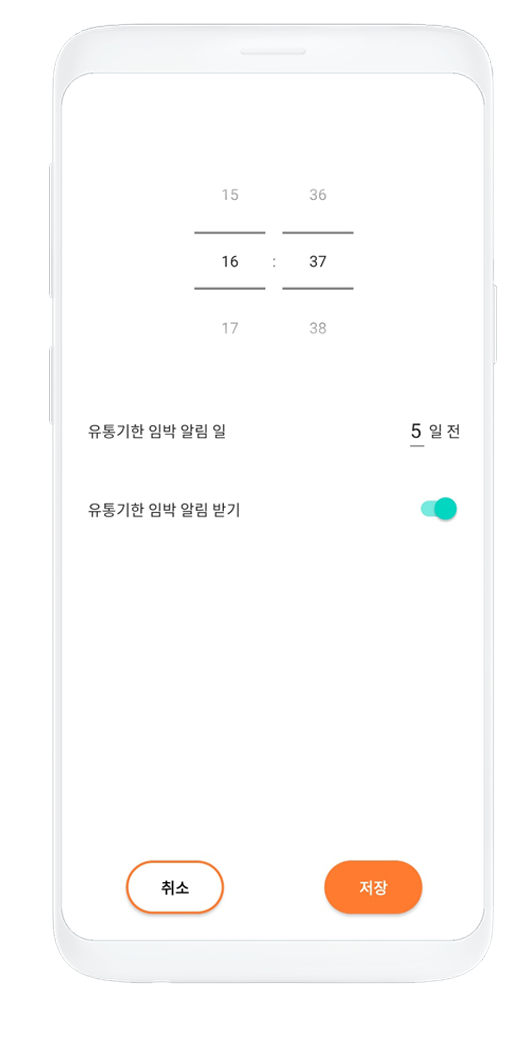 15 36
16 : 37
17 38
유통기한 임박 알림 일 5 일 전
유통기한 임박 알림 받기
취소 저장